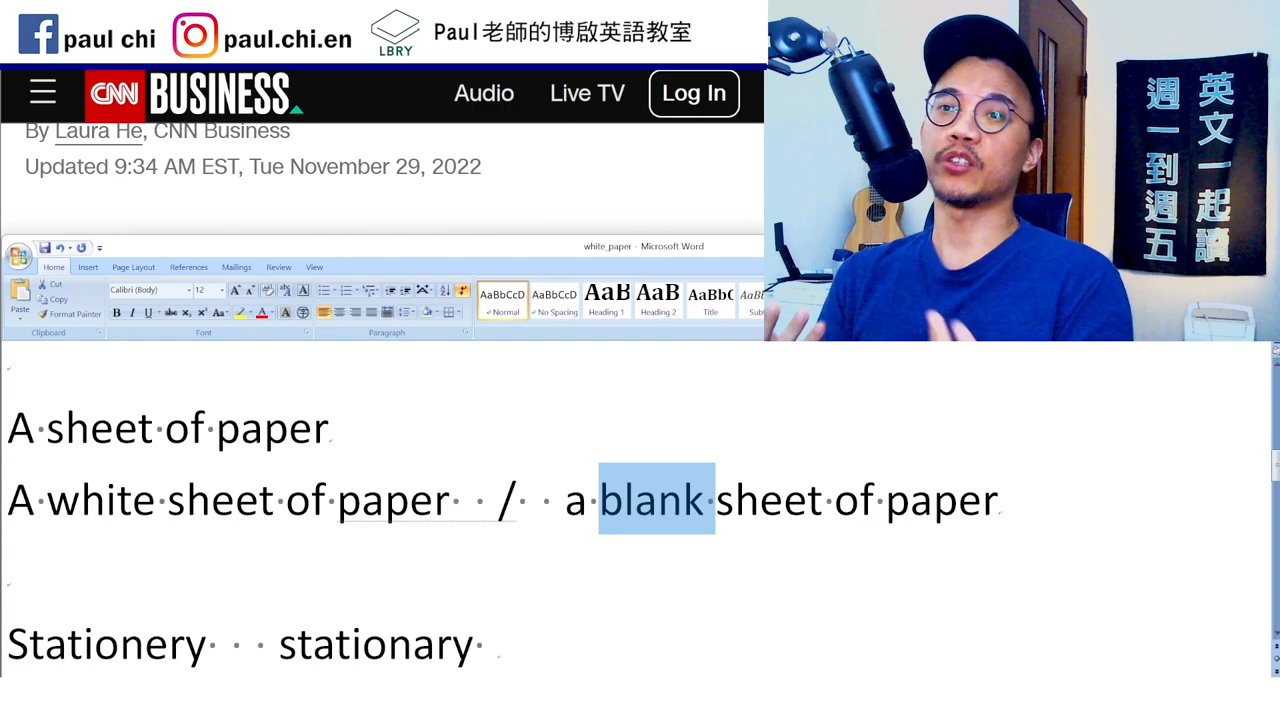 paul chi
paul.chi.en
LBRY
Paul老師的博啟英語教室
CNN BUSINESS
Audio
Live TV
Log In
By Laura He, CNN Business
Updated 9:34 AM EST, Tue November 29, 2022
英文一起讀
週一到週五
white_paper - Microsoft Word
Home Insert Page Layout References Mailings Review View
Paste
Cut
Copy
Format Painter
Clipboard
Calibri (Body) 12
Font
Paragraph
AaBbCcD AaBbCcD AaB AaB AaBb
Normal No Spacing Heading 1 Heading 2 Title
A sheet of paper
A white sheet of paper / a blank sheet of paper
Stationery stationary